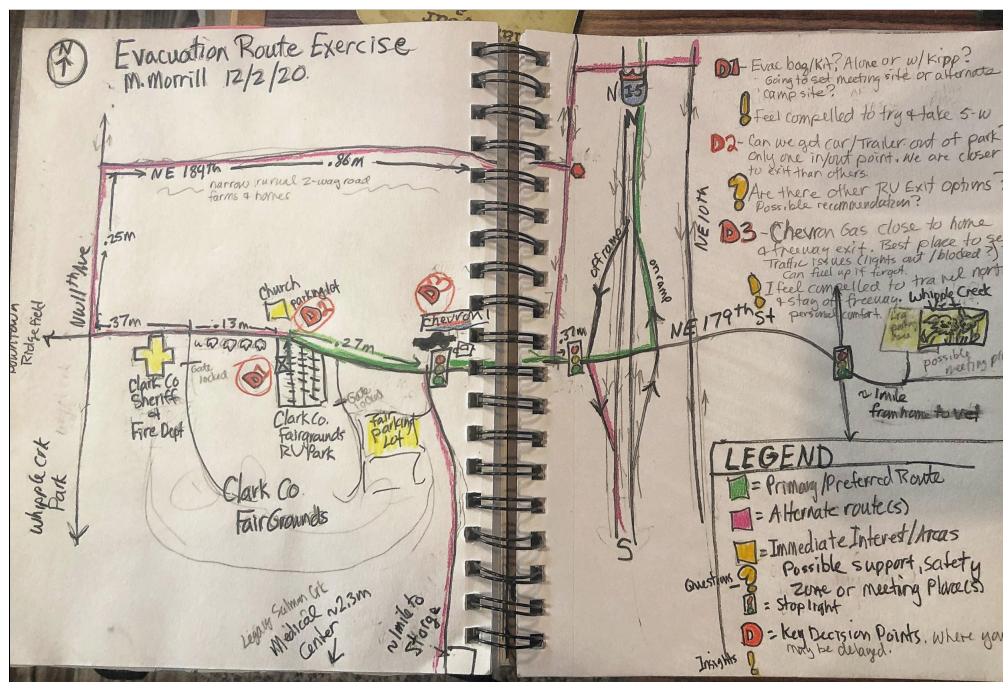 N
Evacuation Route Exercise
M. Morrill 12/2/20.
NE 189th .86m
narrow rural 2-way road
farms & homes
.25m
NW 11th Ave
Ridgefield
.37m
.13m
Church
parking lot
D2
D3
Chevron
.27m
Clark Co
Sheriff
&
Fire Dept
Gate
locked
D1
Clark Co.
Fairgrounds
RV Park
Gate
Fair
Parking
Lot
Whipple Crk
Park
Clark Co
FairGrounds
Legacy Salmon Crk
Medical ~2.3m
Center
~1mile to
Storage
N
I-5
N
off ramp
on ramp
NE 10th
.37m
NE 179th St
S
D1 - Evac bag/kit? Alone or w/ Kipp?
Going to set meeting site or alternate
camp site?
! Feel compelled to try & take 5-w
D2 - Can we get car/Trailer out of park
only one in/out point. We are closer
to exit than others.
? Are there other RV Exit options?
Possible recommendation?
D3 - Chevron Gas close to home
& freeway exit. Best place to se
Traffic issues (lights out/blocked?)
Can fuel up if forgot.
! I feel compelled to travel nort
& stay off freeway.
personal comfort.
Whipple Creek
possible
meeting pl
~1mile
from home to
LEGEND
= Primary/Preferred Route
= Alternate route(s)
= Immediate Interest/Areas
Possible support, safety
zone or meeting place(s)
Questions ?
= Stop light
D = Key Decision Points. Where you
may be delayed.
Insights !